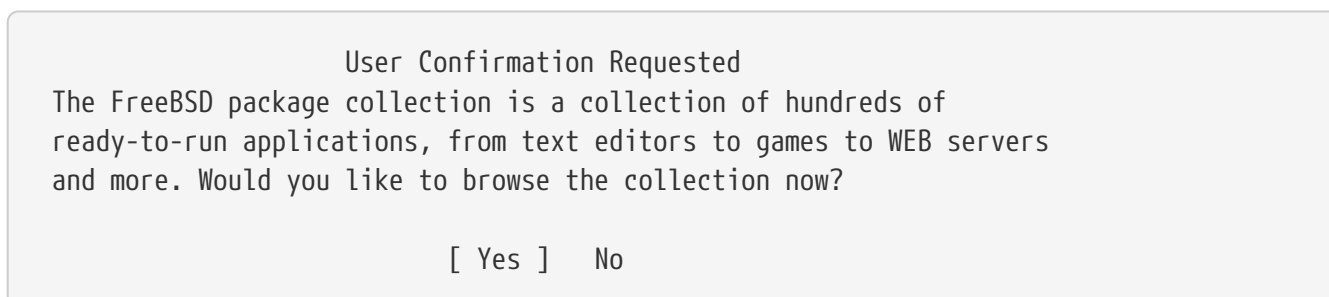 User Confirmation Requested
The FreeBSD package collection is a collection of hundreds of
ready-to-run applications, from text editors to games to WEB servers
and more. Would you like to browse the collection now?
[ Yes ] No